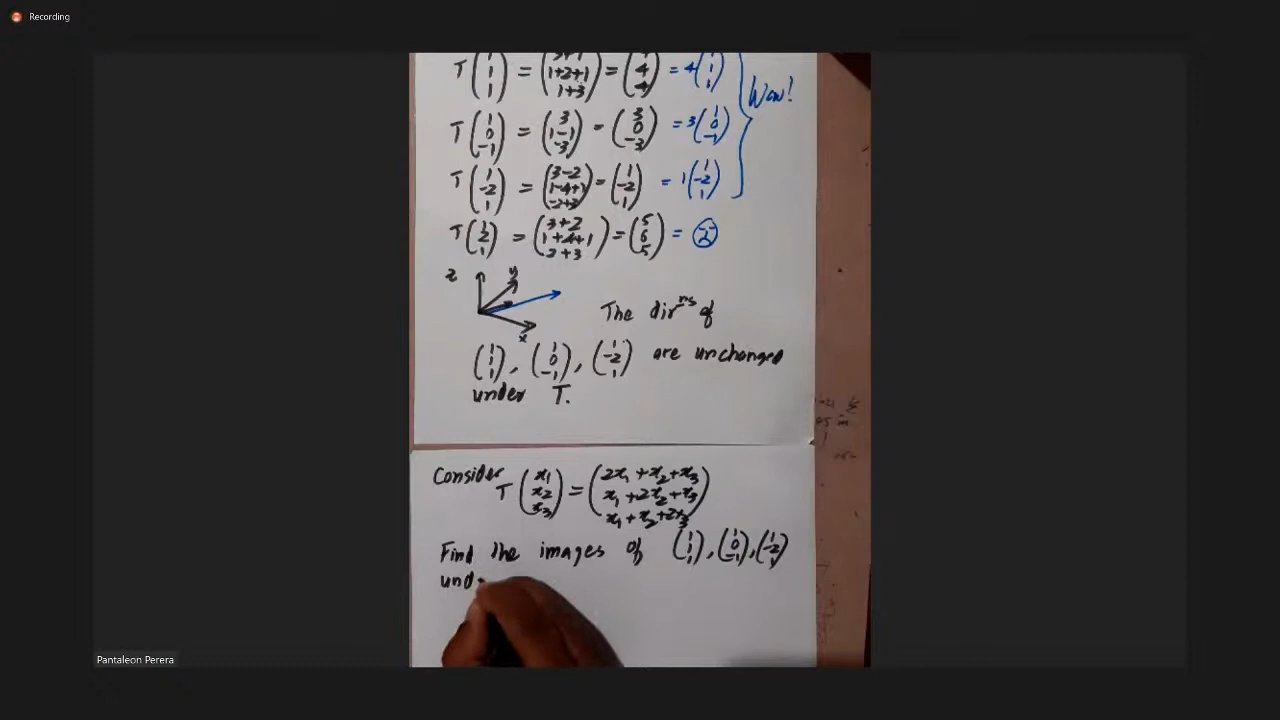 Recording
T (1 1 1) = (3+1 1+2+1 1+3) = (4 4 4) = 4(1 1 1)
Wow!
T (1 0 -1) = (3 1-1 -3) = (3 0 -3) = 3(1 0 -1)
T (1 -2 1) = (3-2 1-4+1 -2+3) = (1 -2 1) = 1(1 -2 1)
T (1 2 1) = (3+2 1+4+1 2+3) = (5 6 5) =
z y
x
The dirns of
(1 1 1), (1 0 -1), (1 -2 1) are unchanged
under T.
Consider T (x1 x2 x3) = (2x1+x2+x3 x1+2x2+x3 x1+x2+2x3)
Find the images of (1 1 1), (1 0 -1), (1 -2 1)
und
Pantaleon Perera